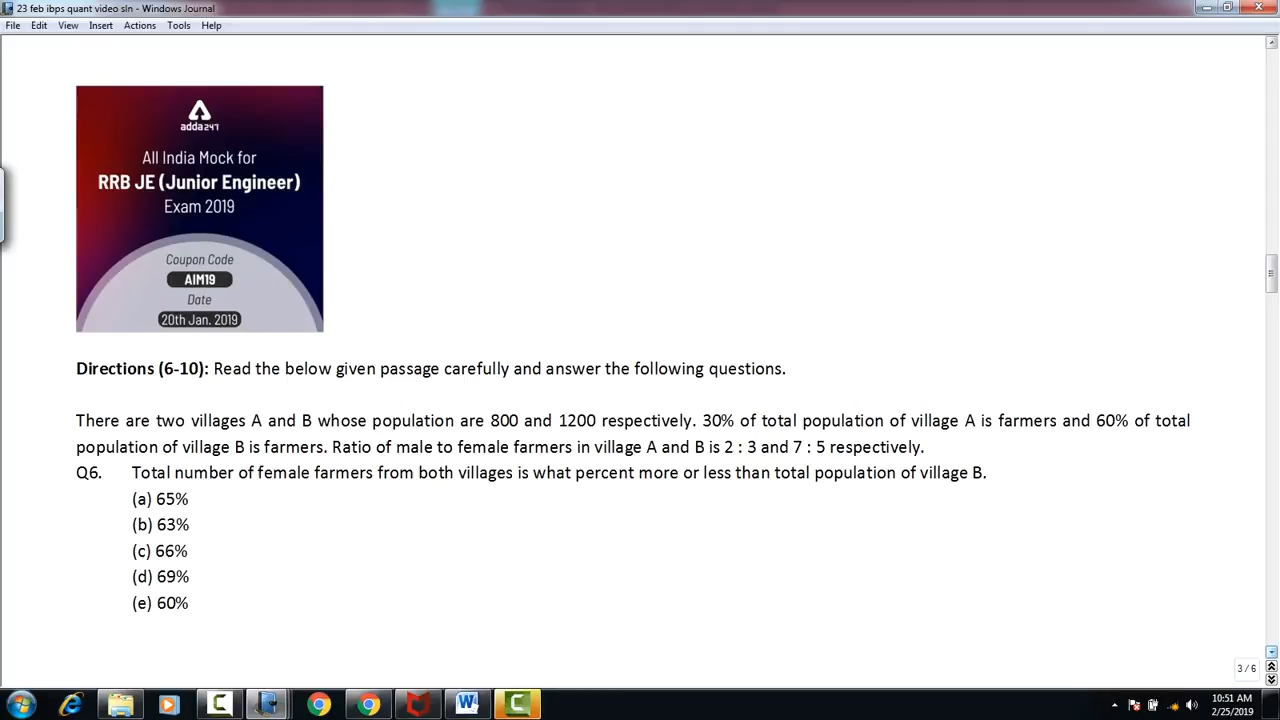 23 feb ibps quant video sln - Windows Journal
File Edit View Insert Actions Tools Help
adda247
All India Mock for
RRB JE (Junior Engineer)
Exam 2019
Coupon Code
AIM19
Date
20th Jan. 2019
Directions (6-10): Read the below given passage carefully and answer the following questions.
There are two villages A and B whose population are 800 and 1200 respectively. 30% of total population of village A is farmers and 60% of total
population of village B is farmers. Ratio of male to female farmers in village A and B is 2 : 3 and 7 : 5 respectively.
Q6. Total number of female farmers from both villages is what percent more or less than total population of village B.
(a) 65%
(b) 63%
(c) 66%
(d) 69%
(e) 60%
3 / 6
10:51 AM
2/25/2019